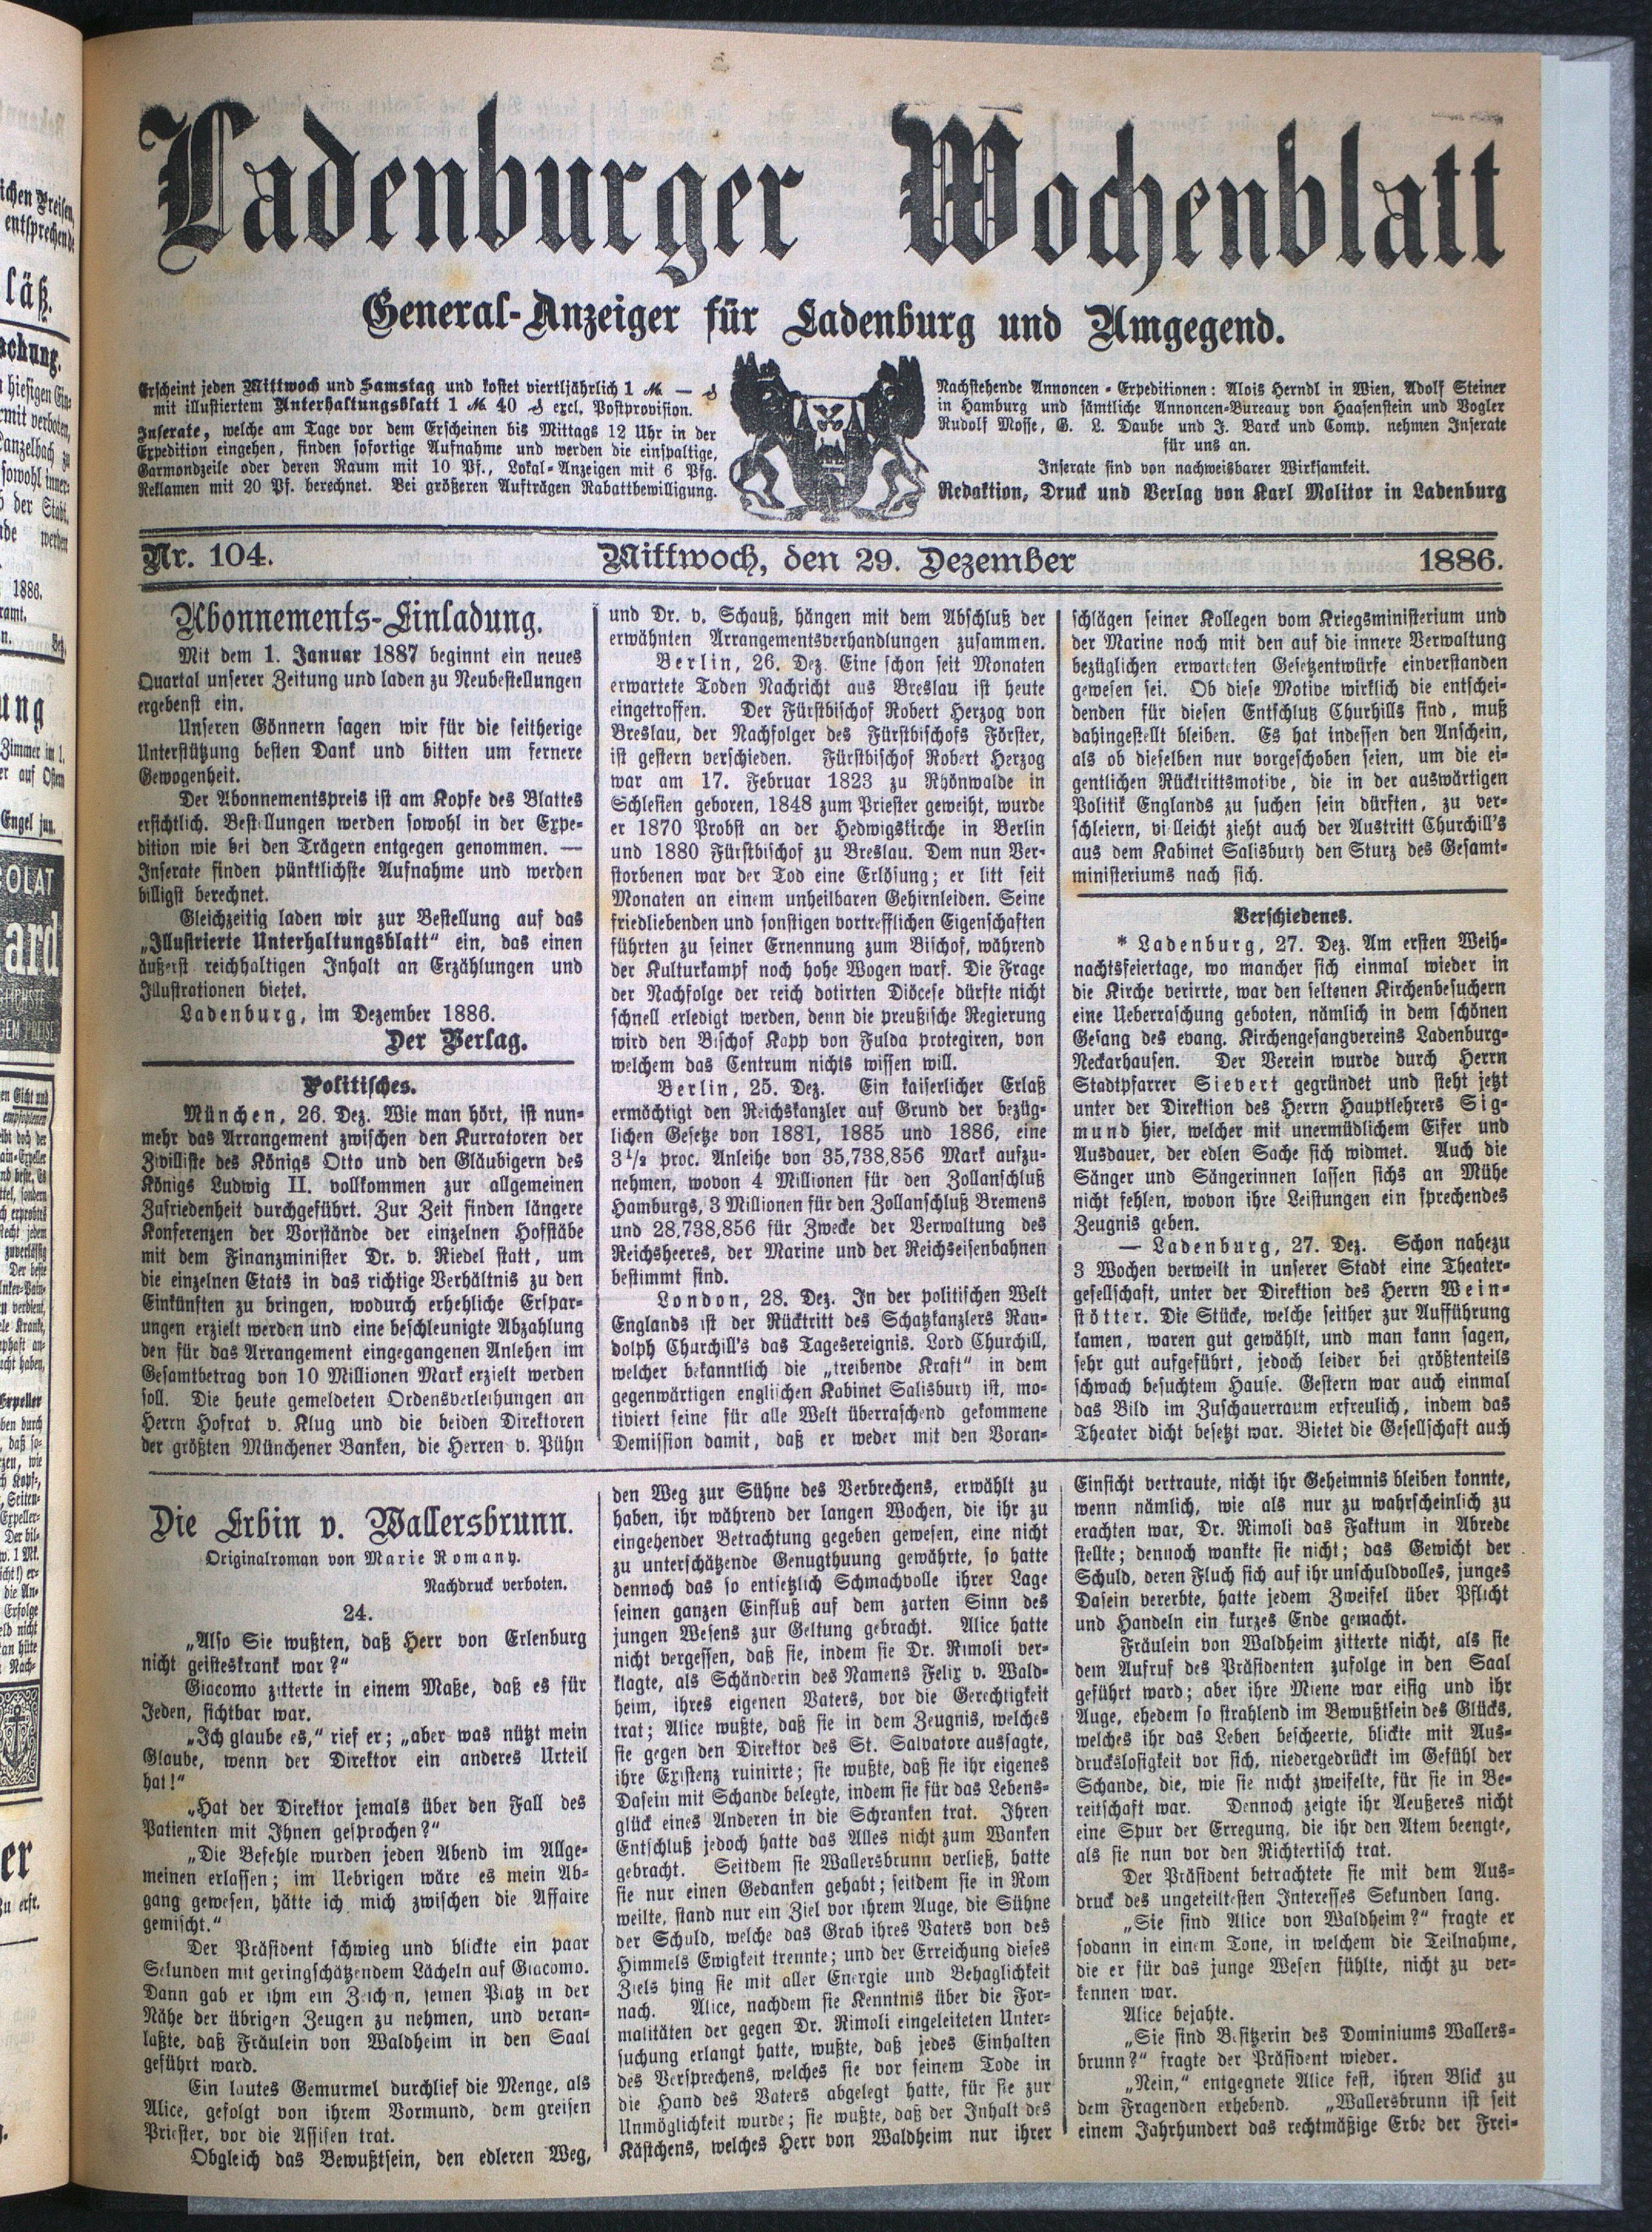 Ladenburger Wochenblatt
General-Anzeiger für Ladenburg und Umgegend.
Erscheint jeden Mittwoch und Samstag und kostet vierteljährlich 1 M. — ₰
mit illustriertem Unterhaltungsblatt 1 M. 40 ₰ excl. Postprovision.
Inserate, welche am Tage vor dem Erscheinen bis Mittags 12 Uhr in der
Expedition eingehen, finden sofortige Aufnahme und werden die einspaltige,
Garmondzeile oder deren Raum mit 10 Pf., Lokal-Anzeigen mit 6 Pfg.
Reklamen mit 20 Pf. berechnet. Bei größeren Aufträgen Rabattbewilligung.
Nachstehende Annoncen-Expeditionen: Alois Herndl in Wien, Adolf Steiner
in Hamburg und sämtliche Annoncen-Bureaux von Haasenstein und Vogler
Rudolf Mosse, G. L. Daube und J. Barck und Comp. nehmen Inserate
für uns an.
Inserate sind von nachweisbarer Wirksamkeit.
Redaktion, Druck und Verlag von Karl Molitor in Ladenburg
Nr. 104. Mittwoch, den 29. Dezember 1886.
Abonnements-Einladung.
Mit dem 1. Januar 1887 beginnt ein neues
Quartal unserer Zeitung und laden zu Neubestellungen
ergebenst ein.
Unseren Gönnern sagen wir für die seitherige
Unterstützung besten Dank und bitten um fernere
Gewogenheit.
Der Abonnementspreis ist am Kopfe des Blattes
ersichtlich. Bestellungen werden sowohl in der Expe-
dition wie bei den Trägern entgegen genommen. —
Inserate finden pünktlichste Aufnahme und werden
billigst berechnet.
Gleichzeitig laden wir zur Bestellung auf das
„Illustrierte Unterhaltungsblatt“ ein, das einen
äußerst reichhaltigen Inhalt an Erzählungen und
Illustrationen bietet.
Ladenburg, im Dezember 1886.
Der Verlag.
Politisches.
München, 26. Dez. Wie man hört, ist nun-
mehr das Arrangement zwischen den Kurratoren der
Zivilliste des Königs Otto und den Gläubigern des
Königs Ludwig II. vollkommen zur allgemeinen
Zufriedenheit durchgeführt. Zur Zeit finden längere
Konferenzen der Vorstände der einzelnen Hofstäbe
mit dem Finanzminister Dr. v. Riedel statt, um
die einzelnen Etats in das richtige Verhältnis zu den
Einkünften zu bringen, wodurch erhebliche Erspar-
ungen erzielt werden und eine beschleunigte Abzahlung
den für das Arrangement eingegangenen Anlehen im
Gesamtbetrag von 10 Millionen Mark erzielt werden
soll. Die heute gemeldeten Ordensverleihungen an
Herrn Hofrat v. Klug und die beiden Direktoren
der größten Münchener Banken, die Herren v. Pühn
und Dr. v. Schauß, hängen mit dem Abschluß der
erwähnten Arrangementsverhandlungen zusammen.
Berlin, 26. Dez. Eine schon seit Monaten
erwartete Toden Nachricht aus Breslau ist heute
eingetroffen. Der Fürstbischof Robert Herzog von
Breslau, der Nachfolger des Fürstbischofs Förster,
ist gestern verschieden. Fürstbischof Robert Herzog
war am 17. Februar 1823 zu Rhönwalde in
Schlesien geboren, 1848 zum Priester geweiht, wurde
er 1870 Probst an der Hedwigskirche in Berlin
und 1880 Fürstbischof zu Breslau. Dem nun Ver-
storbenen war der Tod eine Erlösung; er litt seit
Monaten an einem unheilbaren Gehirnleiden. Seine
friedliebenden und sonstigen vortrefflichen Eigenschaften
führten zu seiner Ernennung zum Bischof, während
der Kulturkampf noch hohe Wogen warf. Die Frage
der Nachfolge der reich dotirten Diöcese dürfte nicht
schnell erledigt werden, denn die preußische Regierung
wird den Bischof Kopp von Fulda protegiren, von
welchem das Centrum nichts wissen will.
Berlin, 25. Dez. Ein kaiserlicher Erlaß
ermöchtigt den Reichskanzler auf Grund der bezüg-
lichen Gesetze von 1881, 1885 und 1886, eine
3½ proc. Anleihe von 35,738,856 Mark aufzu-
nehmen, wovon 4 Millionen für den Zollanschluß
Hamburgs, 3 Millionen für den Zollanschluß Bremens
und 28,738,856 für Zwecke der Verwaltung des
Reichsheeres, der Marine und der Reichseisenbahnen
bestimmt sind.
London, 28. Dez. In der politischen Welt
Englands ist der Rücktritt des Schatzkanzlers Ran-
dolph Churchill's das Tagesereignis. Lord Churchill,
welcher bekanntlich die „treibende Kraft“ in dem
gegenwärtigen englischen Kabinet Salisbury ist, mo-
tiviert seine für alle Welt überraschend gekommene
Demission damit, daß er weder mit den Voran-
schlägen seiner Kollegen vom Kriegsministerium und
der Marine noch mit den auf die innere Verwaltung
bezüglichen erwarteten Gesetzentwürfe einverstanden
gewesen sei. Ob diese Motive wirklich die entschei-
denden für diesen Entschluß Churhills sind, muß
dahingestellt bleiben. Es hat indessen den Anschein,
als ob dieselben nur vorgeschoben seien, um die ei-
gentlichen Rücktrittsmotive, die in der auswärtigen
Politik Englands zu suchen sein dürften, zu ver-
schleiern, vielleicht zieht auch der Austritt Churchill's
aus dem Kabinet Salisbury den Sturz des Gesamt-
ministeriums nach sich.
Verschiedenes.
* Ladenburg, 27. Dez. Am ersten Weih-
nachtsfeiertage, wo mancher sich einmal wieder in
die Kirche verirrte, war den seltenen Kirchenbesuchern
eine Ueberraschung geboten, nämlich in dem schönen
Gesang des evang. Kirchengesangvereins Ladenburg-
Neckarhausen. Der Verein wurde durch Herrn
Stadtpfarrer Sievert gegründet und steht jetzt
unter der Direktion des Herrn Hauptlehrers Sig-
mund hier, welcher mit unermüdlichem Eifer und
Ausdauer, der edlen Sache sich widmet. Auch die
Sänger und Sängerinnen lassen sichs an Mühe
nicht fehlen, wovon ihre Leistungen ein sprechendes
Zeugnis geben.
— Ladenburg, 27. Dez. Schon nahezu
3 Wochen verweilt in unserer Stadt eine Theater-
gesellschaft, unter der Direktion des Herrn Wein-
stötter. Die Stücke, welche seither zur Aufführung
kamen, waren gut gewählt, und man kann sagen,
sehr gut aufgeführt, jedoch leider bei größtenteils
schwach besuchtem Hause. Gestern war auch einmal
das Bild im Zuschauerraum erfreulich, indem das
Theater dicht besetzt war. Bietet die Gesellschaft auch
Die Erbin v. Wallersbrunn.
Originalroman von Marie Romany.
Nachdruck verboten.
24.
„Also Sie wußten, daß Herr von Erlenburg
nicht geisteskrank war?“
Giacomo zitterte in einem Maße, daß es für
Jeden, sichtbar war.
„Ich glaube es,“ rief er; „aber was nützt mein
Glaube, wenn der Direktor ein anderes Urteil
hat!“
„Hat der Direktor jemals über den Fall des
Patienten mit Ihnen gesprochen?“
„Die Befehle wurden jeden Abend im Allge-
meinen erlassen; im Uebrigen wäre es mein Ab-
gang gewesen, hätte ich mich zwischen die Affaire
gemischt.“
Der Präsident schwieg und blickte ein paar
Sekunden mit geringschätzendem Lächeln auf Giacomo.
Dann gab er ihm ein Zeichen, seinen Platz in der
Nähe der übrigen Zeugen zu nehmen, und veran-
laßte, daß Fräulein von Waldheim in den Saal
geführt ward.
Ein lautes Gemurmel durchlief die Menge, als
Alice, gefolgt von ihrem Vormund, dem greisen
Priester, vor die Assisen trat.
Obgleich das Bewußtsein, den edleren Weg,
den Weg zur Sühne des Verbrechens, erwählt zu
haben, ihr während der langen Wochen, die ihr zu
eingehender Betrachtung gegeben gewesen, eine nicht
zu unterschätzende Genugthuung gewährte, so hatte
dennoch das so entsetzlich Schmachvolle ihrer Lage
seinen ganzen Einfluß auf dem zarten Sinn des
jungen Wesens zur Geltung gebracht. Alice hatte
nicht vergessen, daß sie, indem sie Dr. Rimoli ver-
klagte, als Schänderin des Namens Felix v. Wald-
heim, ihres eigenen Vaters, vor die Gerechtigkeit
trat; Alice wußte, daß sie in dem Zeugnis, welches
sie gegen den Direktor des St. Salvatore aussagte,
ihre Existenz ruinirte; sie wußte, daß sie ihr eigenes
Dasein mit Schande belegte, indem sie für das Lebens-
glück eines Anderen in die Schranken trat. Ihren
Entschluß jedoch hatte das Alles nicht zum Wanken
gebracht. Seitdem sie Wallersbrunn verließ, hatte
sie nur einen Gedanken gehabt; seitdem sie in Rom
weilte, stand nur ein Ziel vor ihrem Auge, die Sühne
der Schuld, welche das Grab ihres Vaters von des
Himmels Ewigkeit trennte; und der Erreichung dieses
Ziels hing sie mit aller Energie und Behaglichkeit
nach. Alice, nachdem sie Kenntnis über die For-
malitäten der gegen Dr. Rimoli eingeleiteten Unter-
suchung erlangt hatte, wußte, daß jedes Einhalten
des Versprechens, welches sie vor seinem Tode in
die Hand des Vaters abgelegt hatte, für sie zur
Unmöglichkeit wurde; sie wußte, daß der Inhalt des
Kästchens, welches Herr von Waldheim nur ihrer
Einsicht vertraute, nicht ihr Geheimnis bleiben konnte,
wenn nämlich, wie als nur zu wahrscheinlich zu
erachten war, Dr. Rimoli das Faktum in Abrede
stellte; dennoch wankte sie nicht; das Gewicht der
Schuld, deren Fluch sich auf ihr unschuldvolles, junges
Dasein vererbte, hatte jedem Zweifel über Pflicht
und Handeln ein kurzes Ende gemacht.
Fräulein von Waldheim zitterte nicht, als sie
dem Aufruf des Präsidenten zufolge in den Saal
geführt ward; aber ihre Miene war eisig und ihr
Auge, ehedem so strahlend im Bewußtsein des Glücks,
welches ihr das Leben bescheerte, blickte mit Aus-
druckslosigkeit vor sich, niedergedrückt im Gefühl der
Schande, die, wie sie nicht zweifelte, für sie in Be-
reitschaft war. Dennoch zeigte ihr Aeußeres nicht
eine Spur der Erregung, die ihr den Atem beengte,
als sie nun vor den Richtertisch trat.
Der Präsident betrachtete sie mit dem Aus-
druck des ungeteiltesten Interesses Sekunden lang.
„Sie sind Alice von Waldheim?“ fragte er
sodann in einem Tone, in welchem die Teilnahme,
die er für das junge Wesen fühlte, nicht zu ver-
kennen war.
Alice bejahte.
„Sie sind Besitzerin des Dominiums Wallers-
brunn?“ fragte der Präsident wieder.
„Nein,“ entgegnete Alice fest, ihren Blick zu
dem Fragenden erhebend. „Wallersbrunn ist seit
einem Jahrhundert das rechtmäßige Erbe der Frei-